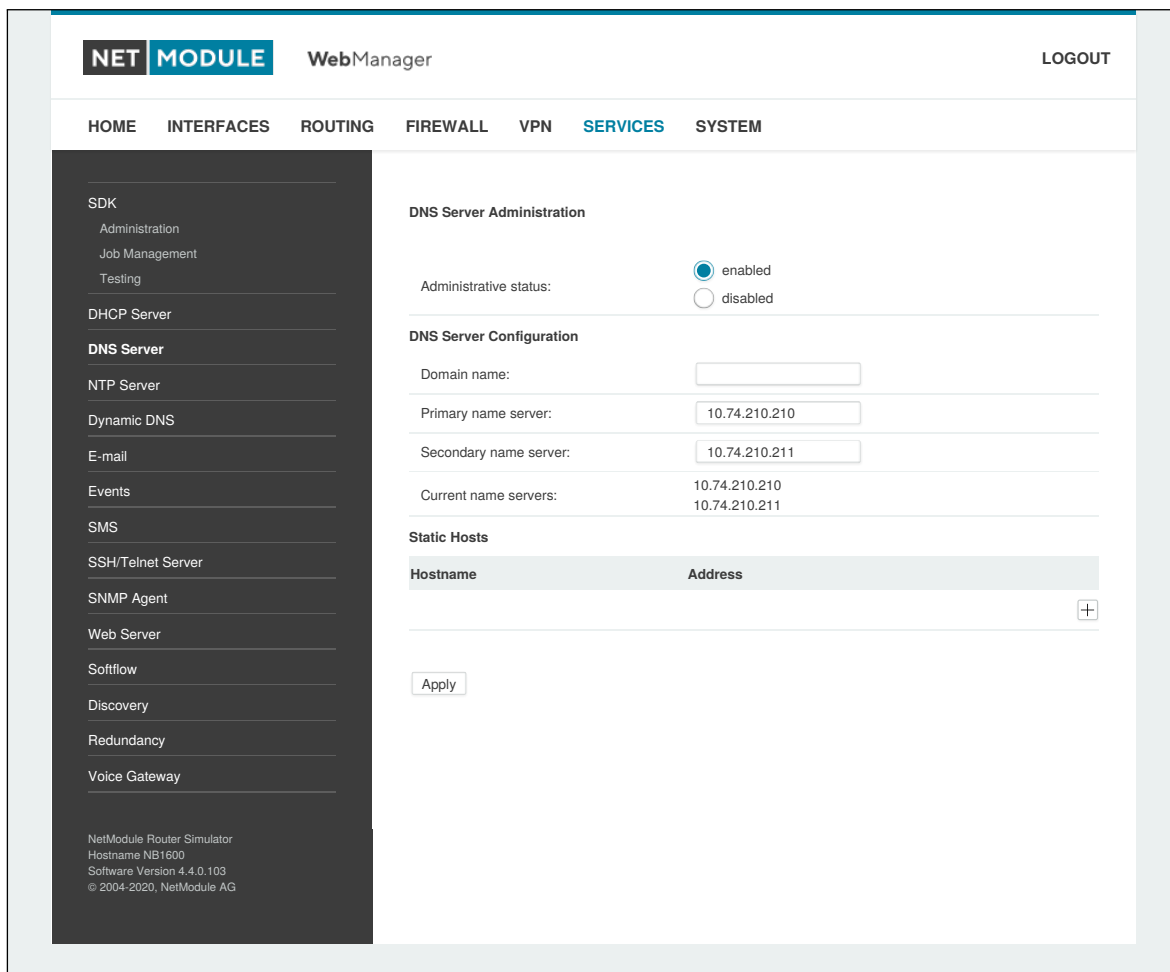 NET MODULE WebManager LOGOUT
HOME INTERFACES ROUTING FIREWALL VPN SERVICES SYSTEM
SDK
Administration
Job Management
Testing
DHCP Server
DNS Server
NTP Server
Dynamic DNS
E-mail
Events
SMS
SSH/Telnet Server
SNMP Agent
Web Server
Softflow
Discovery
Redundancy
Voice Gateway
NetModule Router Simulator
Hostname NB1600
Software Version 4.4.0.103
© 2004-2020, NetModule AG
DNS Server Administration
Administrative status:
enabled
disabled
DNS Server Configuration
Domain name:
Primary name server: 10.74.210.210
Secondary name server: 10.74.210.211
Current name servers:
10.74.210.210
10.74.210.211
Static Hosts
Hostname Address
Apply